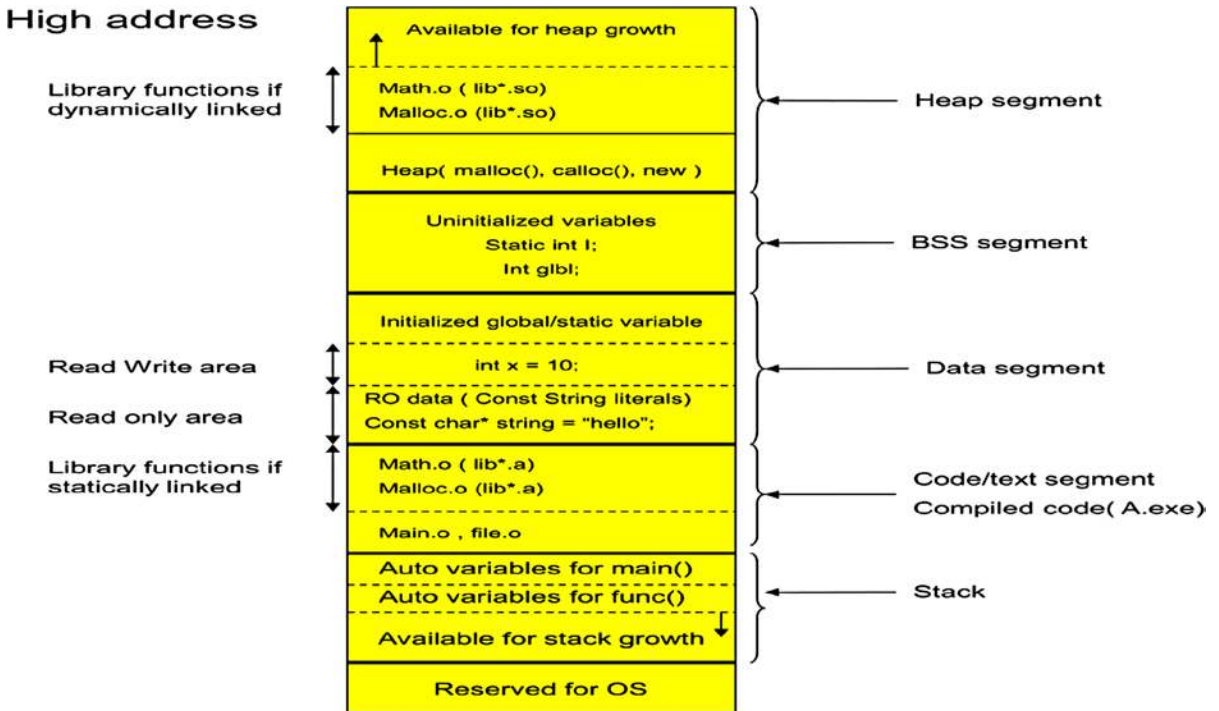 High address
Available for heap growth
Library functions if
dynamically linked
Math.o ( lib*.so)
Malloc.o (lib*.so)
Heap segment
Heap( malloc(), calloc(), new )
Uninitialized variables
Static int I;
Int glbl;
BSS segment
Initialized global/static variable
Read Write area
int x = 10;
Data segment
Read only area
RO data ( Const String literals)
Const char* string = "hello";
Library functions if
statically linked
Math.o ( lib*.a)
Malloc.o (lib*.a)
Code/text segment
Compiled code( A.exe)
Main.o , file.o
Auto variables for main()
Auto variables for func()
Stack
Available for stack growth
Reserved for OS